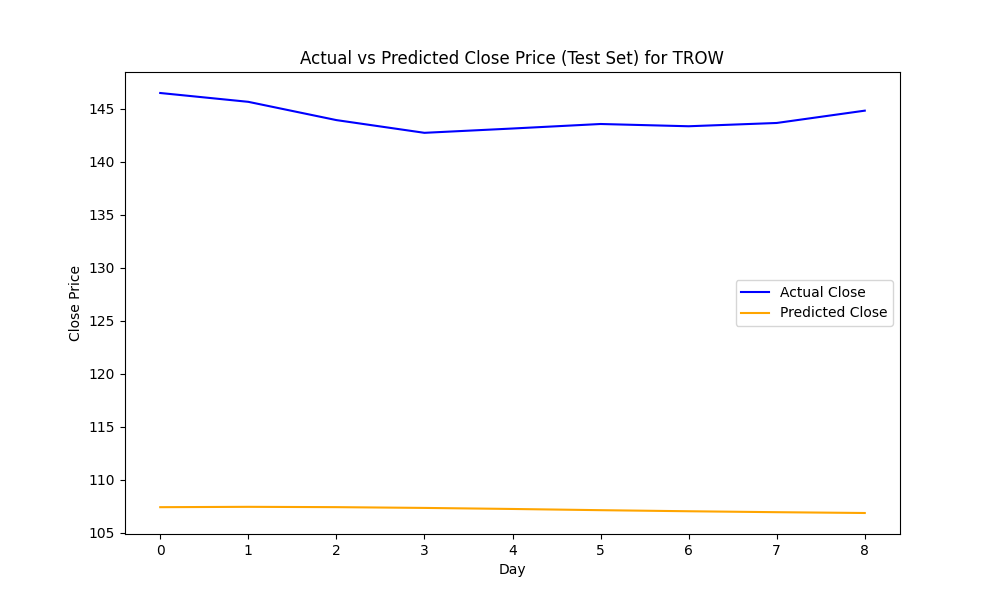 Actual vs Predicted Close Price (Test Set) for TROW
Close Price
145
140
135
130
125
120
115
110
105
Actual Close
Predicted Close
0 1 2 3 4 5 6 7 8
Day